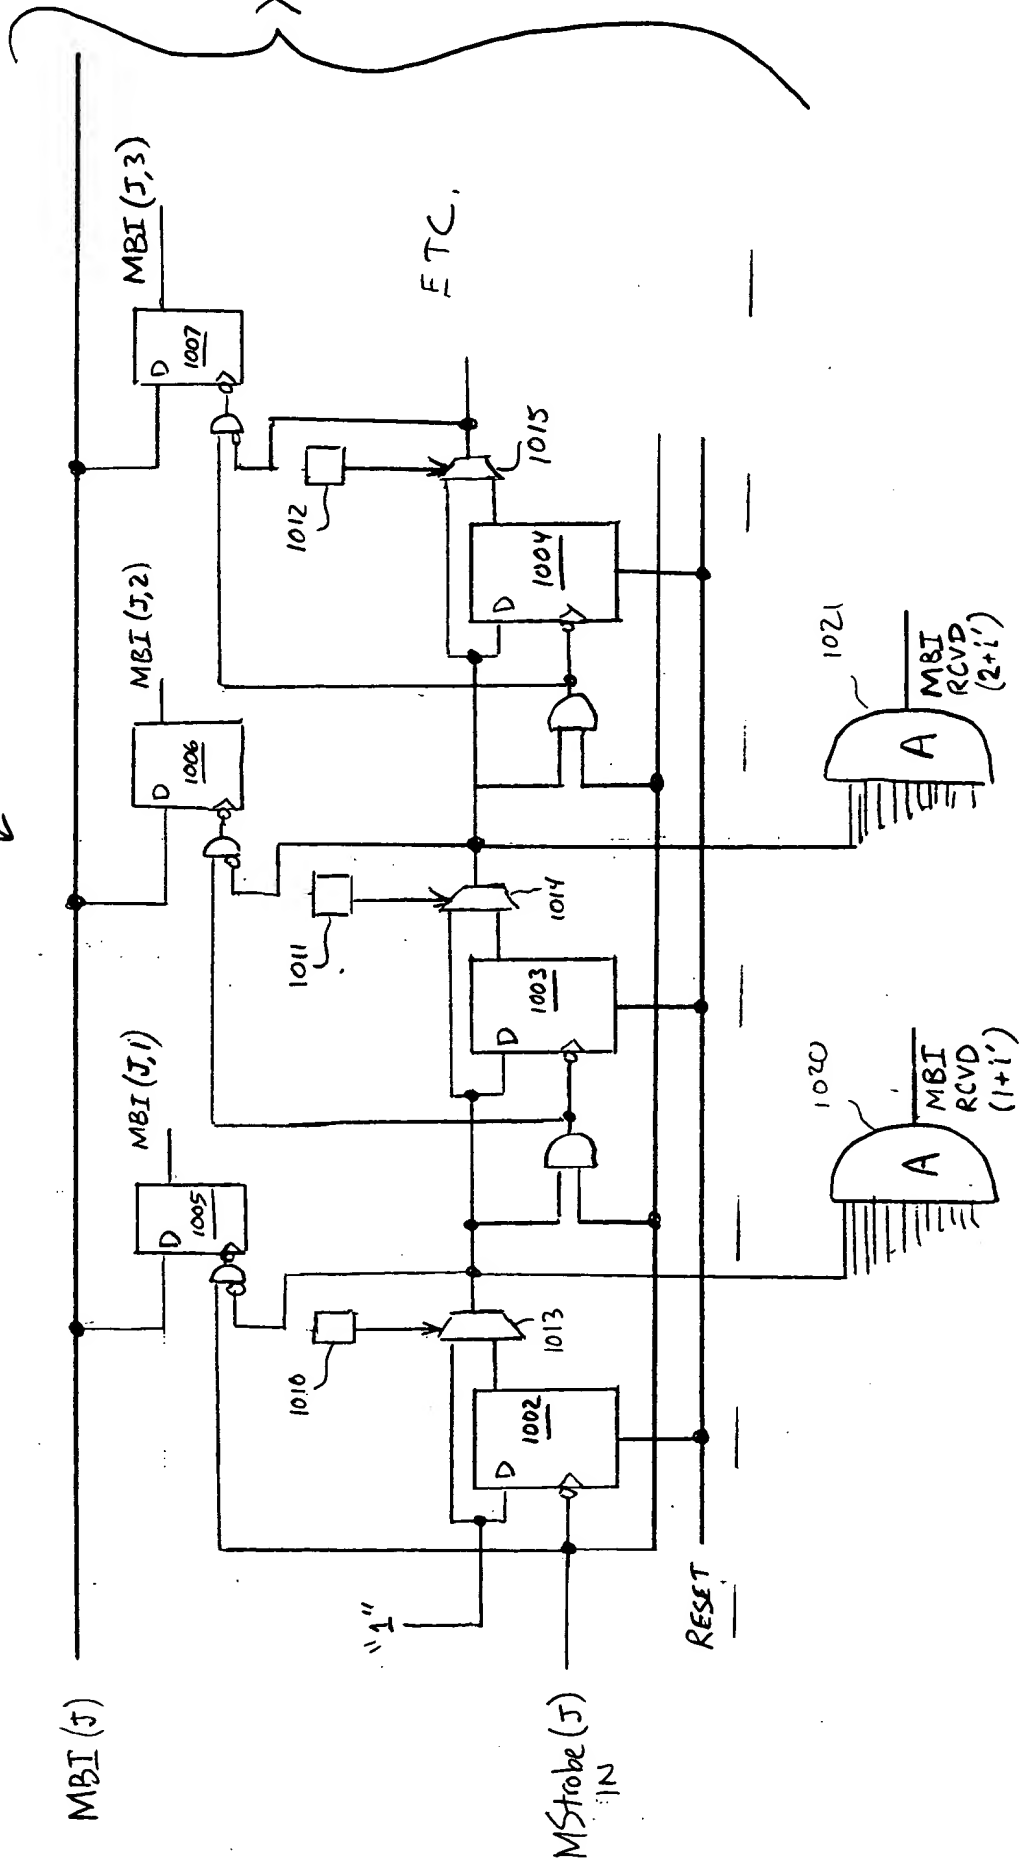 MBI (J)
MBI (J,1)
MBI (J,2)
MBI (J,3)
D
1005
D
1006
D
1007
1010
1011
1012
1013
1014
1015
ETC.
"1"
D
1002
D
1003
D
1004
MStrobe (J)
IN
RESET
1020
A
MBI
RCVD
(1+i'
1021
A
MBI
RCVD
(2+i')